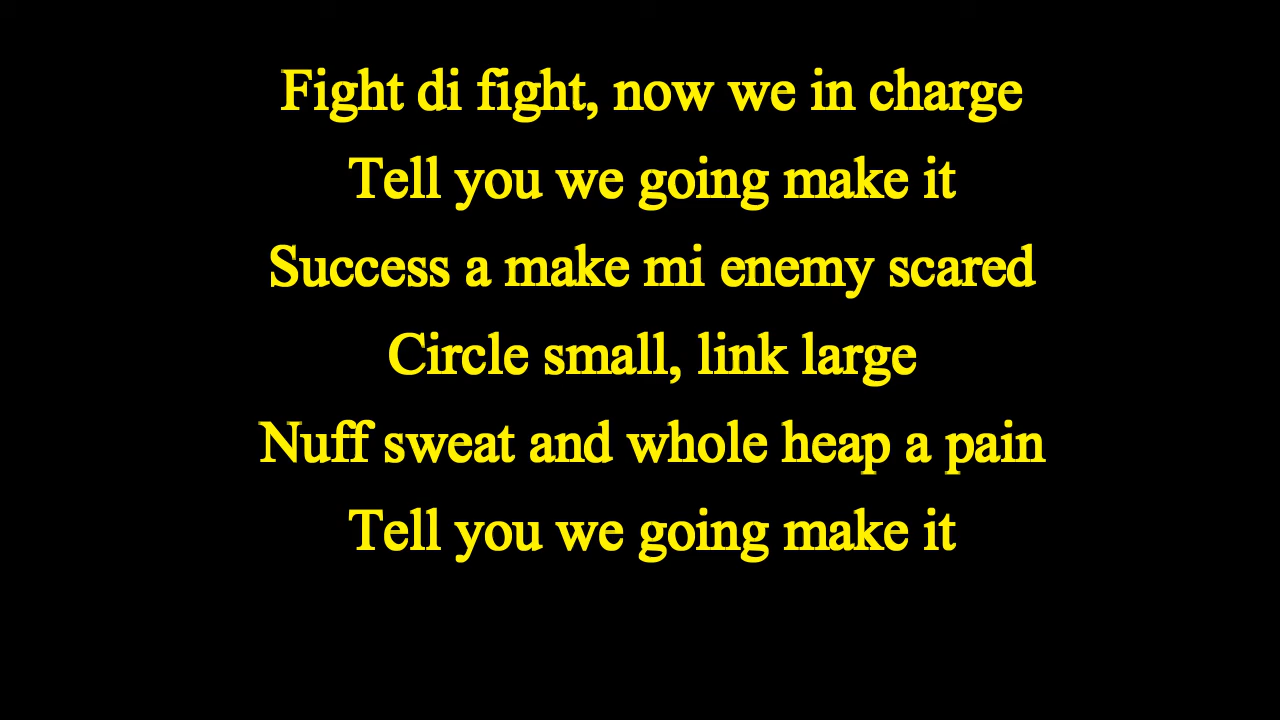 Fight di fight, now we in charge
Tell you we going make it
Success a make mi enemy scared
Circle small, link large
Nuff sweat and whole heap a pain
Tell you we going make it